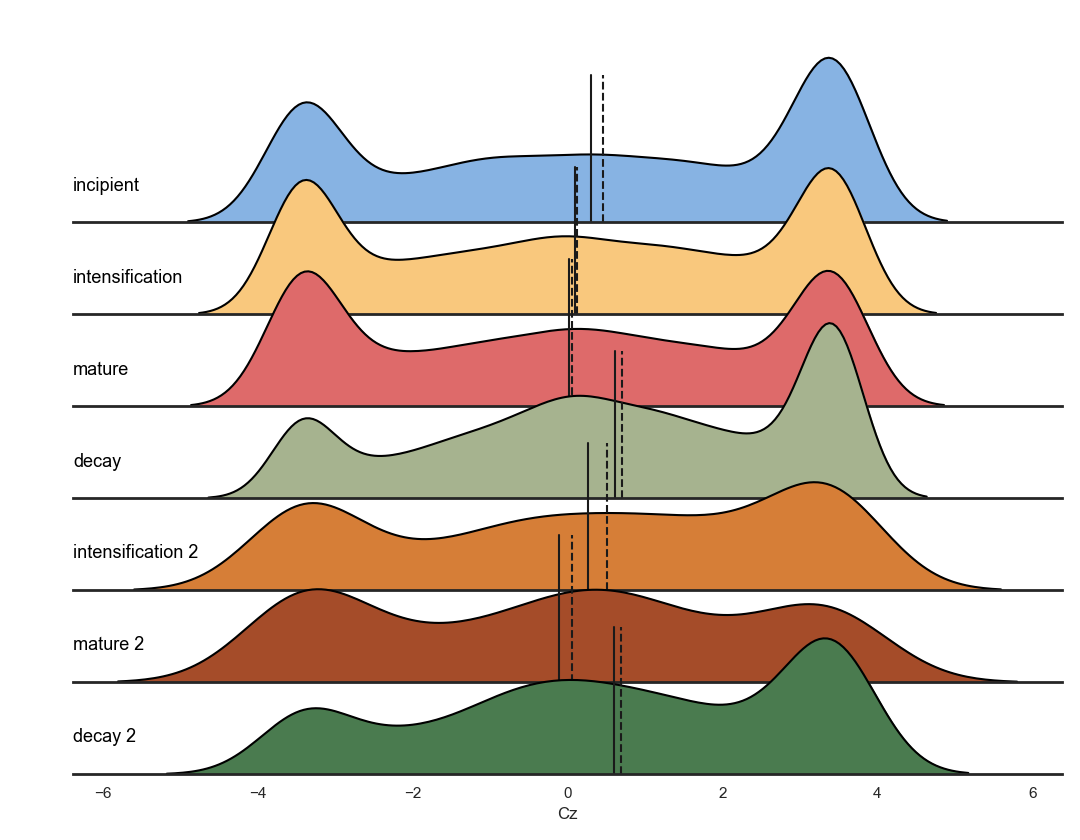 incipient
intensification
mature
decay
intensification 2
mature 2
decay 2
−6 −4 −2 0 2 4 6
Cz